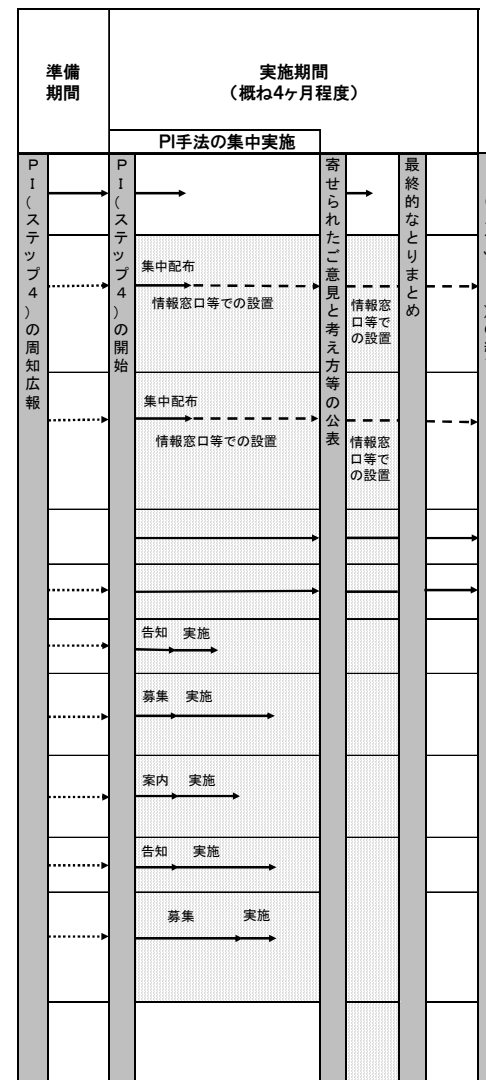 準備
期間
実施期間
（概ね4ヶ月程度）
PI手法の集中実施
PI(ステップ4)の周知広報
PI(ステップ4)の開始
寄せられたご意見と考え方等の公表
最終的なとりまとめ
集中配布
情報窓口等での設置
情報窓
口等で
の設置
集中配布
情報窓口等での設置
情報窓
口等で
の設置
告知 実施
募集 実施
案内 実施
告知 実施
募集 実施